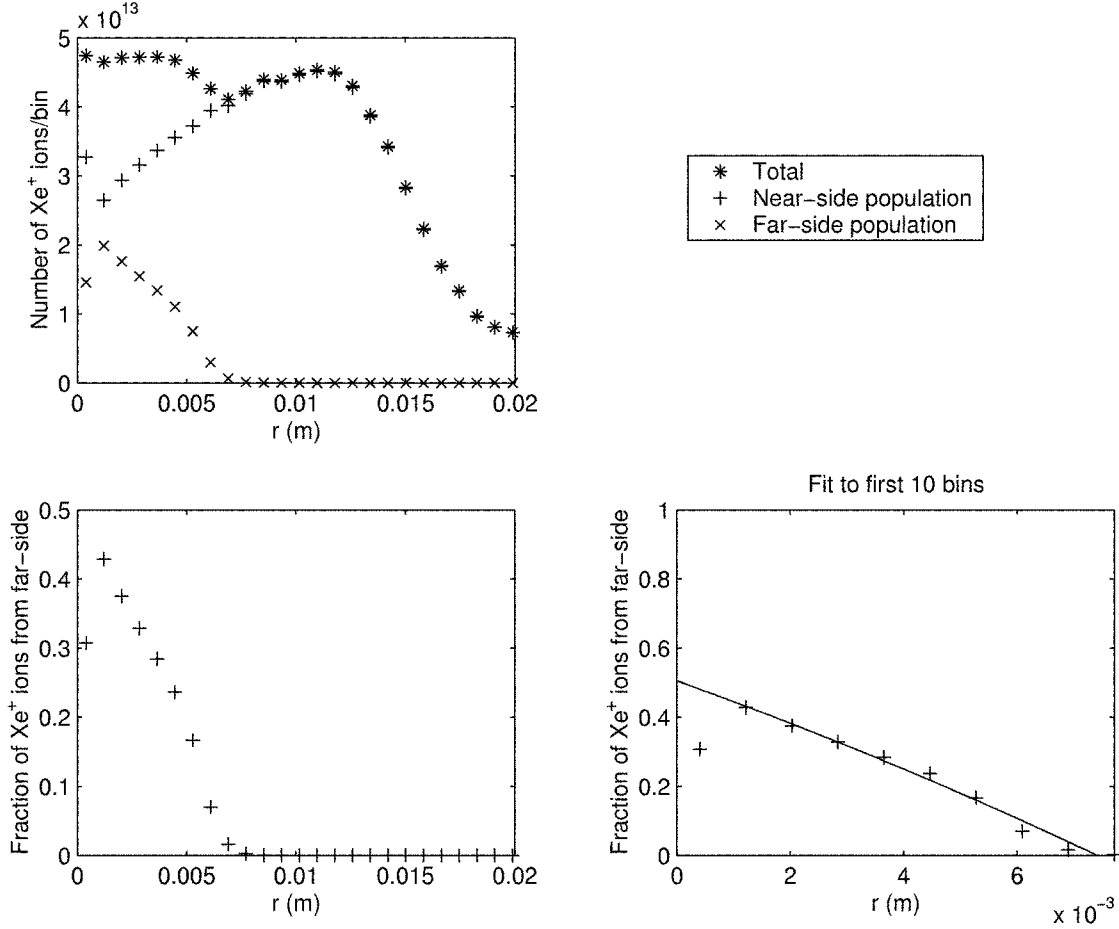 x 10^13
5
4
3
2
1
0
Number of Xe⁺ ions/bin
0 0.005 0.01 0.015 0.02
r (m)
Total
Near−side population
Far−side population
0.5
0.4
0.3
0.2
0.1
0
Fraction of Xe⁺ ions from far−side
0 0.005 0.01 0.015 0.02
r (m)
Fit to first 10 bins
1
0.8
0.6
0.4
0.2
0
Fraction of Xe⁺ ions from far−side
0 2 4 6
r (m)
x 10^−3